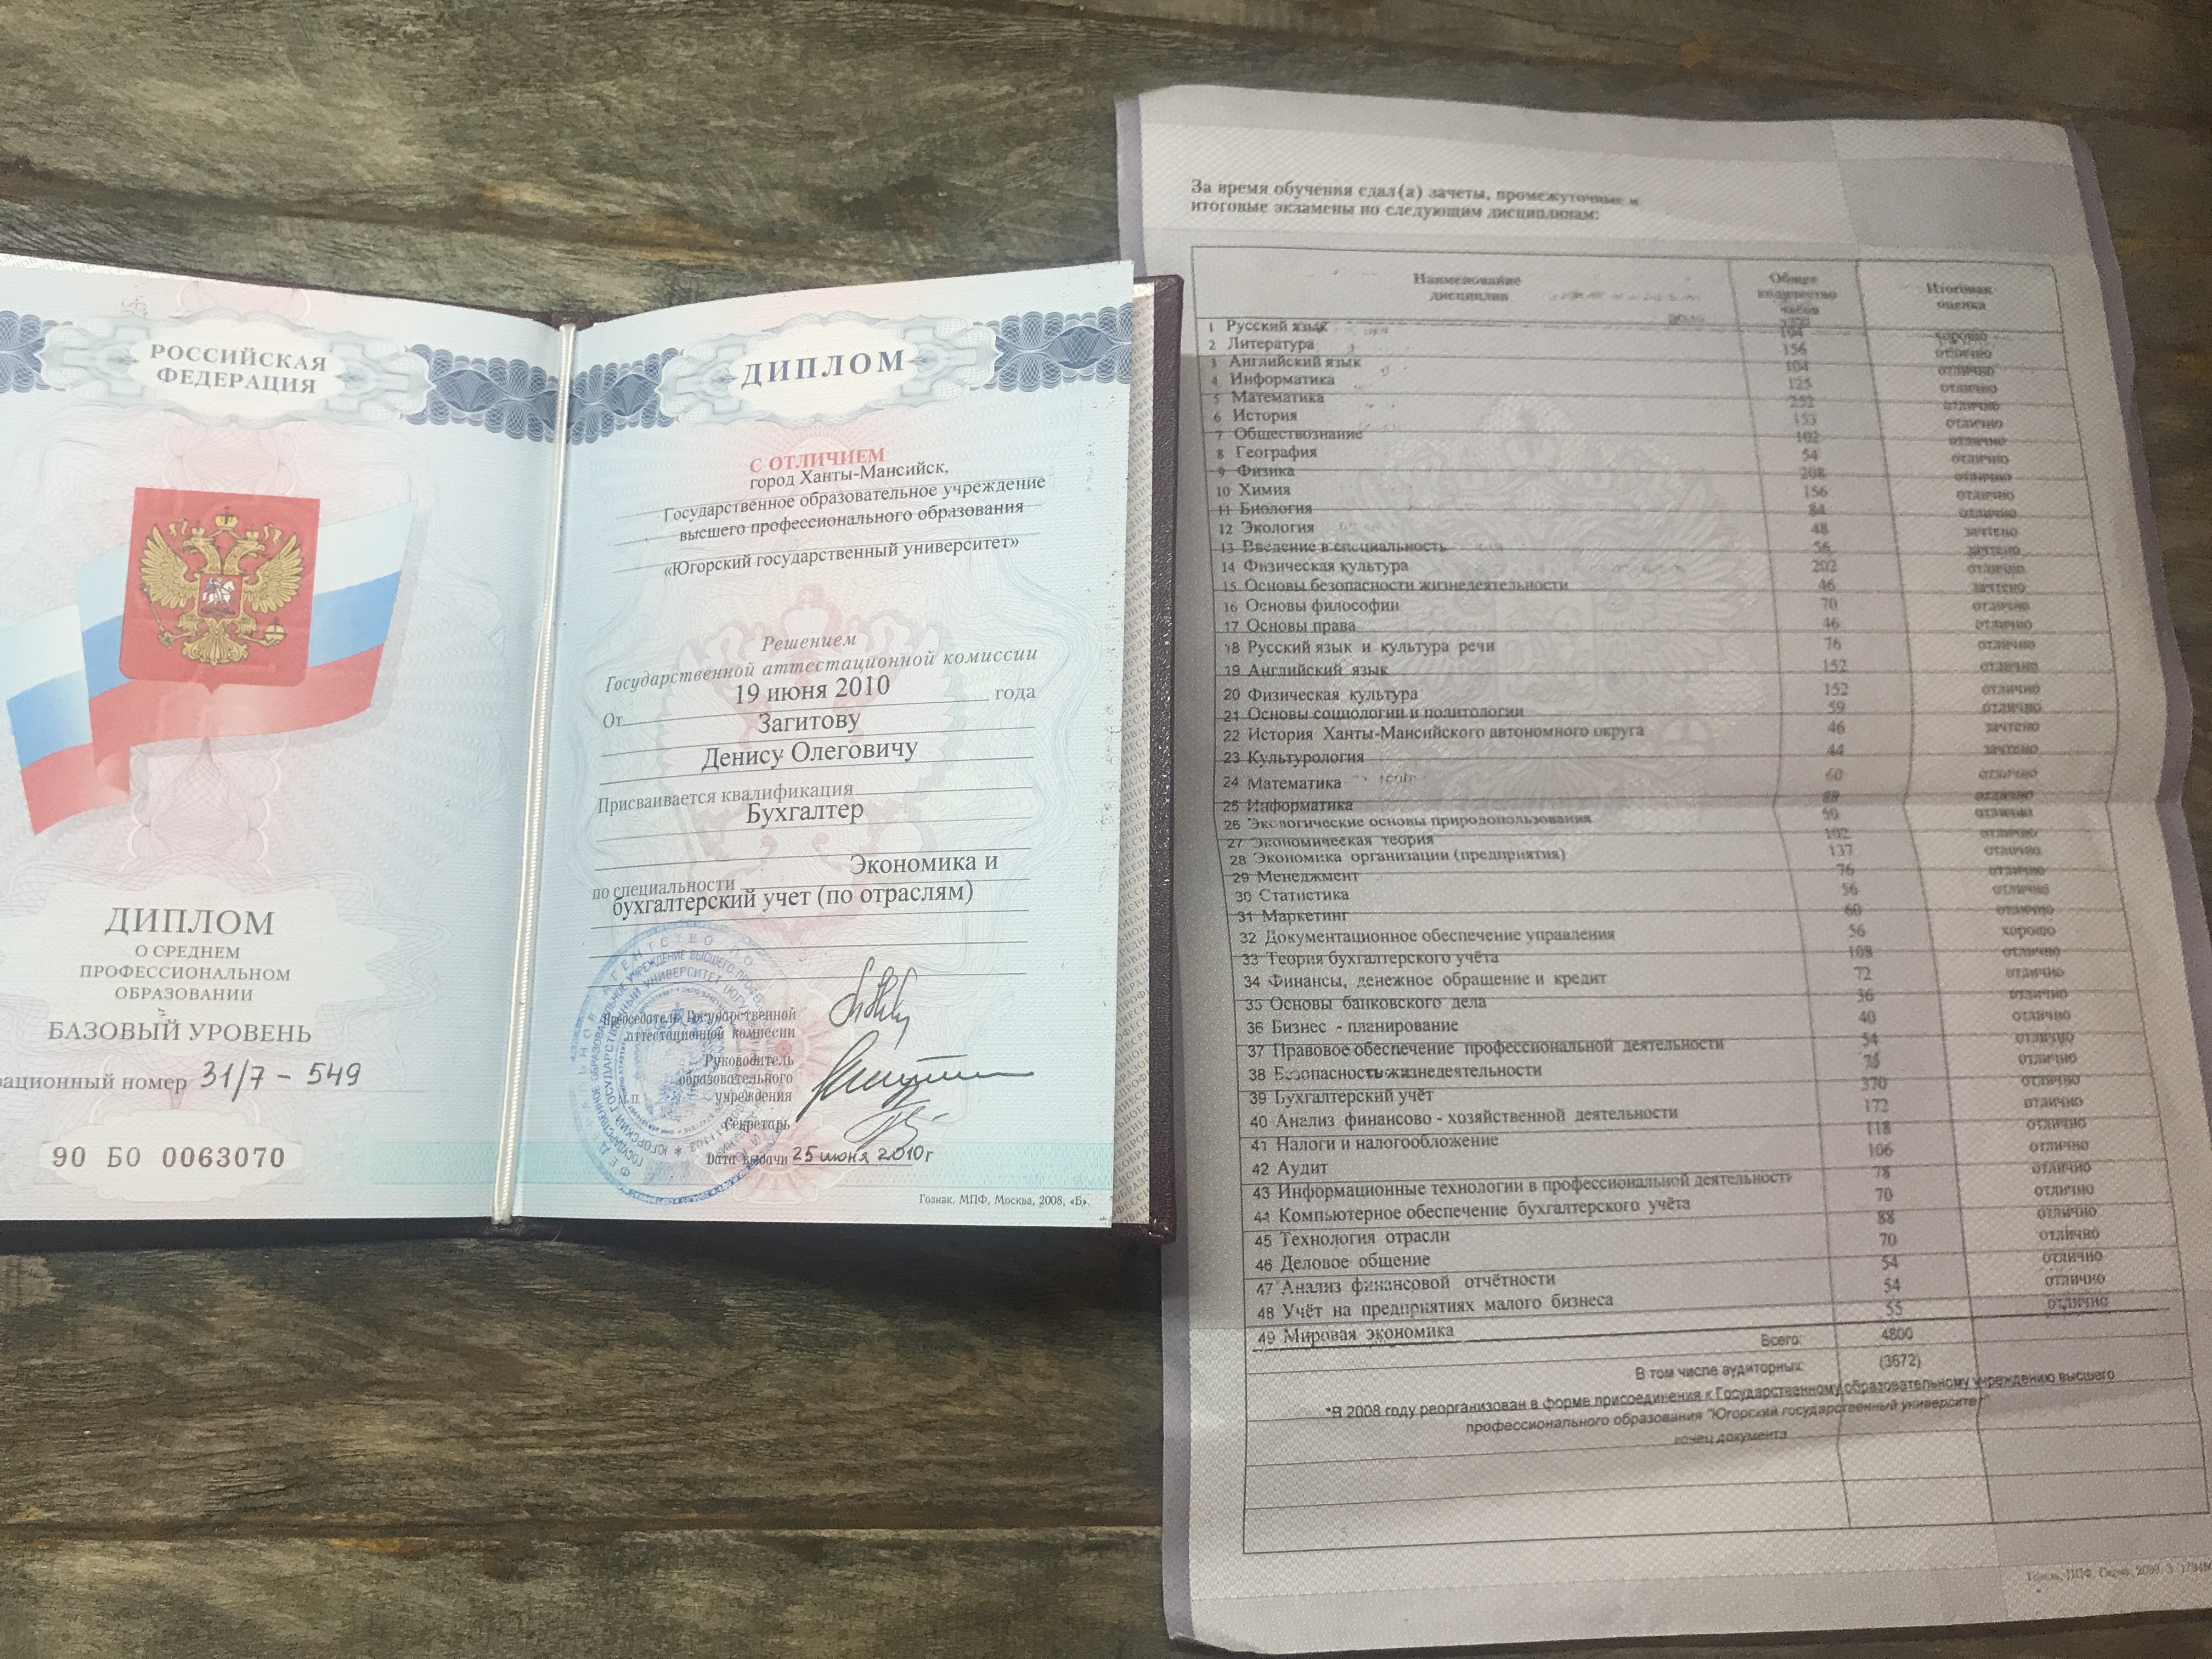 РОССИЙСКАЯ
ФЕДЕРАЦИЯ
ДИПЛОМ
О СРЕДНЕМ
ПРОФЕССИОНАЛЬНОМ
ОБРАЗОВАНИИ
БАЗОВЫЙ УРОВЕНЬ
рационный номер 31/7 - 549
90 БО 0063070
ДИПЛОМ
С ОТЛИЧИЕМ
город Ханты-Мансийск,
Государственное образовательное учреждение
высшего профессионального образования
«Югорский государственный университет»
Решением
Государственной аттестационной комиссии
От 19 июня 2010 года
Загитову
Денису Олеговичу
Присваивается квалификация
Бухгалтер
по специальности Экономика и
бухгалтерский учет (по отраслям)
Председатель Государственной
аттестационной комиссии
Руководитель
образовательного
учреждения
М.П.
Секретарь
Дата выдачи 25 июня 2010г
Гознак, МПФ, Москва, 2008, «Б».
За время обучения сдал(а) зачеты, промежуточные и
итоговые экзамены по следующим дисциплинам:
Наименование дисциплин Общее количество часов Итоговая оценка
1 Русский язык 104 хорошо
2 Литература 156 отлично
3 Английский язык 104 отлично
4 Информатика 125 отлично
5 Математика 252 отлично
6 История 153 отлично
7 Обществознание 102 отлично
8 География 54 отлично
9 Физика 208 отлично
10 Химия 156 отлично
11 Биология 84 отлично
12 Экология 48 зачтено
13 Введение в специальность 56 зачтено
14 Физическая культура 202 отлично
15 Основы безопасности жизнедеятельности 46 зачтено
16 Основы философии 70 отлично
17 Основы права 46 отлично
18 Русский язык и культура речи 76 отлично
19 Английский язык 152 отлично
20 Физическая культура 152 отлично
21 Основы социологии и политологии 59 отлично
22 История Ханты-Мансийского автономного округа 46 зачтено
23 Культурология 44 зачтено
24 Математика 60 отлично
25 Информатика отлично
26 Экологические основы природопользования 50 отлично
27 Экономическая теория 102 отлично
28 Экономика организации (предприятия) 137 отлично
29 Менеджмент 76 отлично
30 Статистика 56 отлично
31 Маркетинг 60 отлично
32 Документационное обеспечение управления 56 хорошо
33 Теория бухгалтерского учёта 108 отлично
34 Финансы, денежное обращение и кредит 72 отлично
35 Основы банковского дела 36 отлично
36 Бизнес - планирование 40 отлично
37 Правовое обеспечение профессиональной деятельности 54 отлично
38 Безопасность жизнедеятельности отлично
39 Бухгалтерский учёт 370 отлично
40 Анализ финансово - хозяйственной деятельности 172 отлично
41 Налоги и налогообложение 118 отлично
42 Аудит 106 отлично
43 Информационные технологии в профессиональной деятельности 78 отлично
44 Компьютерное обеспечение бухгалтерского учёта 70 отлично
45 Технология отрасли 88 отлично
46 Деловое общение 70 отлично
47 Анализ финансовой отчётности 54 отлично
48 Учёт на предприятиях малого бизнеса 54 отлично
49 Мировая экономика 55 отлично
Всего: 4800
В том числе аудиторных: (3672)
*В 2008 году реорганизован в форме присоединения к Государственному образовательному учреждению высшего
профессионального образования "Югорский государственный университет"
конец документа